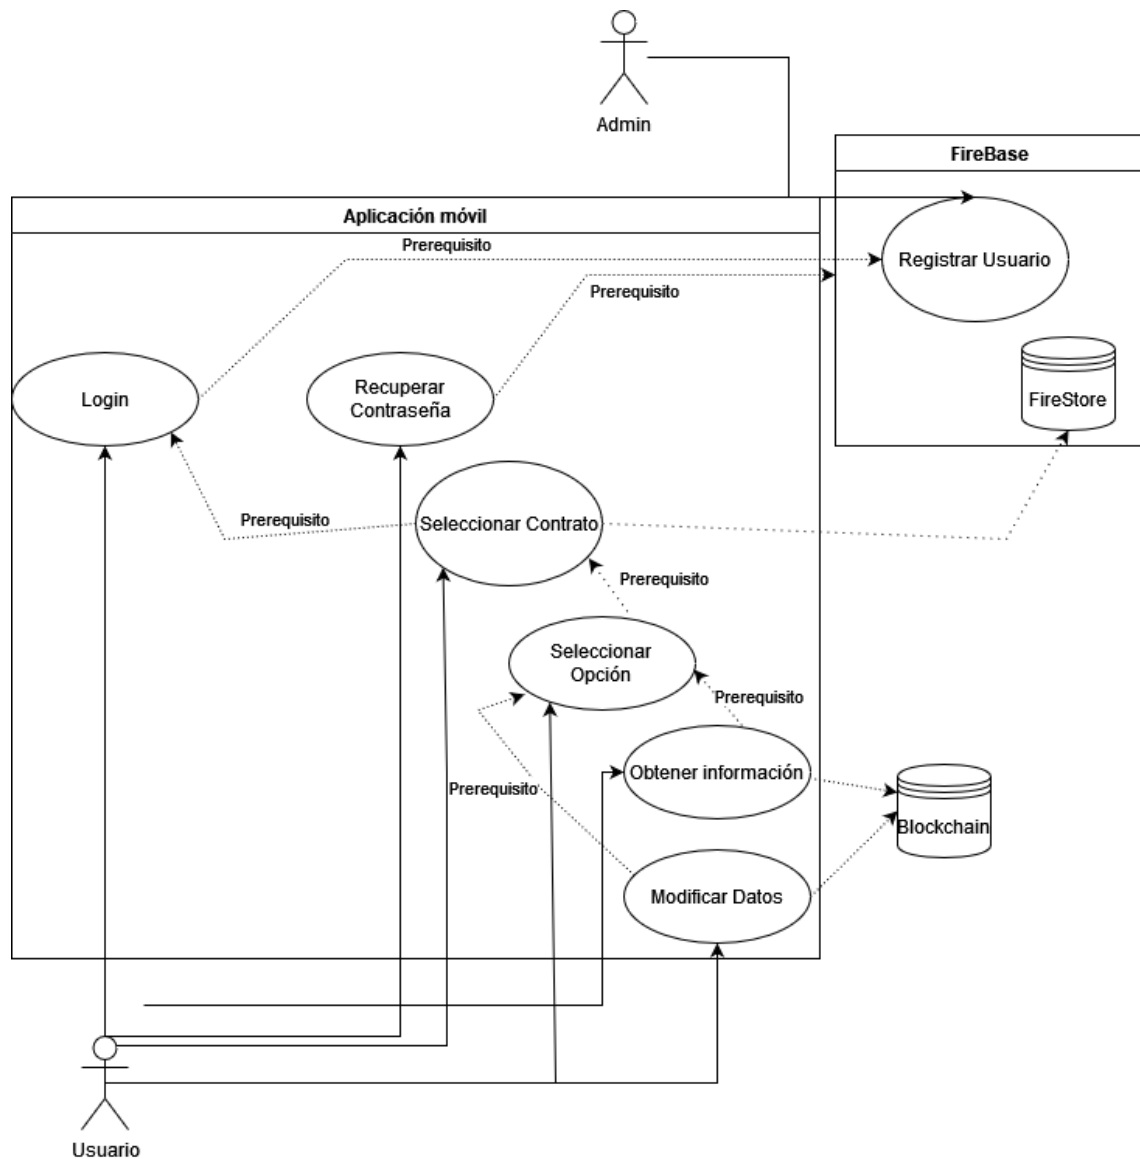 Admin
FireBase
Aplicación móvil
Prerequisito
Registrar Usuario
Prerequisito
Login
Recuperar
Contraseña
FireStore
Prerequisito
Seleccionar Contrato
Prerequisito
Seleccionar
Opción
Prerequisito
Obtener información
Prerequisito
Blockchain
Modificar Datos
Usuario